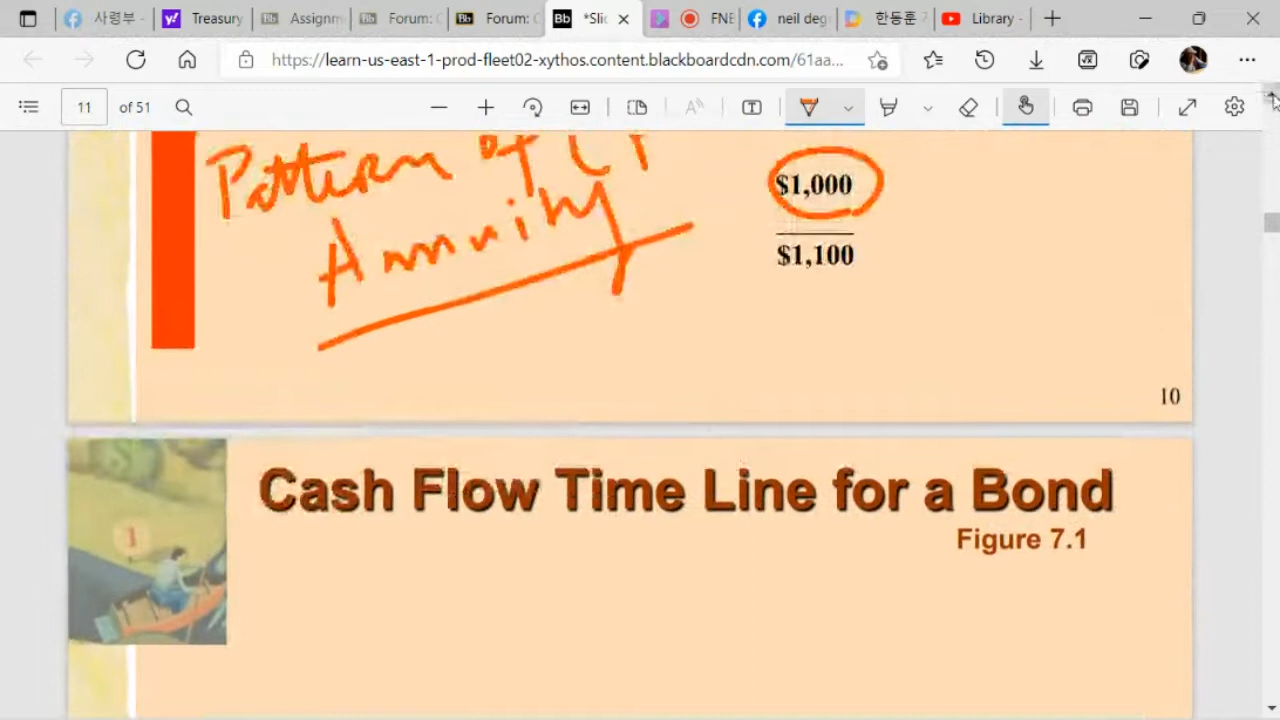 사령부 -
Treasury
Assignm
Forum: C
Forum: C
*Slic
FNE
neil deg
한동훈
Library -
https://learn-us-east-1-prod-fleet02-xythos.content.blackboardcdn.com/61aa...
11 of 51
Pattern of CF
Annuity
$1,000
$1,100
10
Cash Flow Time Line for a Bond
Figure 7.1
1